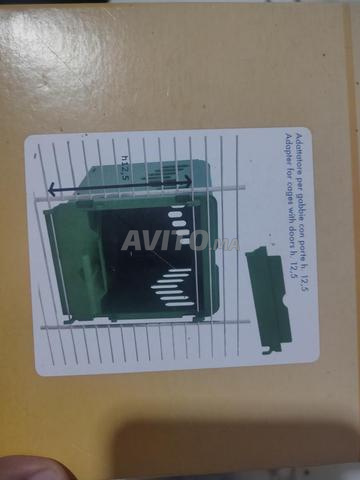 Adattatore per gabbie con porte h. 12,5
Adapter for cages with doors h. 12,5
h12,5
AVITO.MA